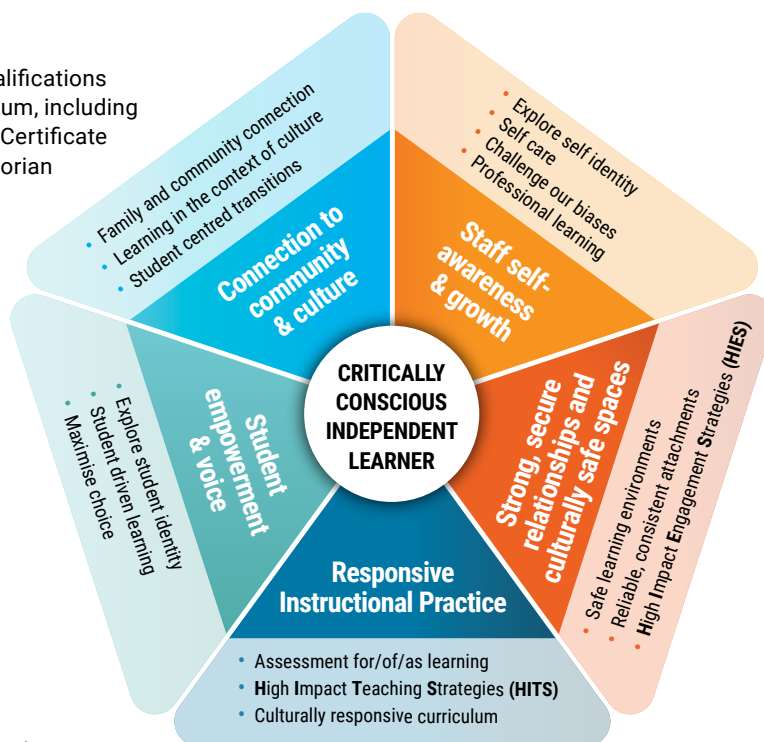 alifications
um, including
Certificate
orian
• Family and community connection
• Learning in the context of culture
• Student centred transitions
Connection to
community
& culture
• Explore self identity
• Self care
• Challenge our biases
• Professional learning
Staff self-
awareness
& growth
Strong, secure
relationships and
culturally safe spaces
• Safe learning environments
• Reliable, consistent attachments
• High Impact Engagement Strategies (HIES)
Responsive
Instructional Practice
• Assessment for/of/as learning
• High Impact Teaching Strategies (HITS)
• Culturally responsive curriculum
Student
empowerment
& voice
• Explore student identity
• Student driven learning
• Maximise choice
CRITICALLY
CONSCIOUS
INDEPENDENT
LEARNER